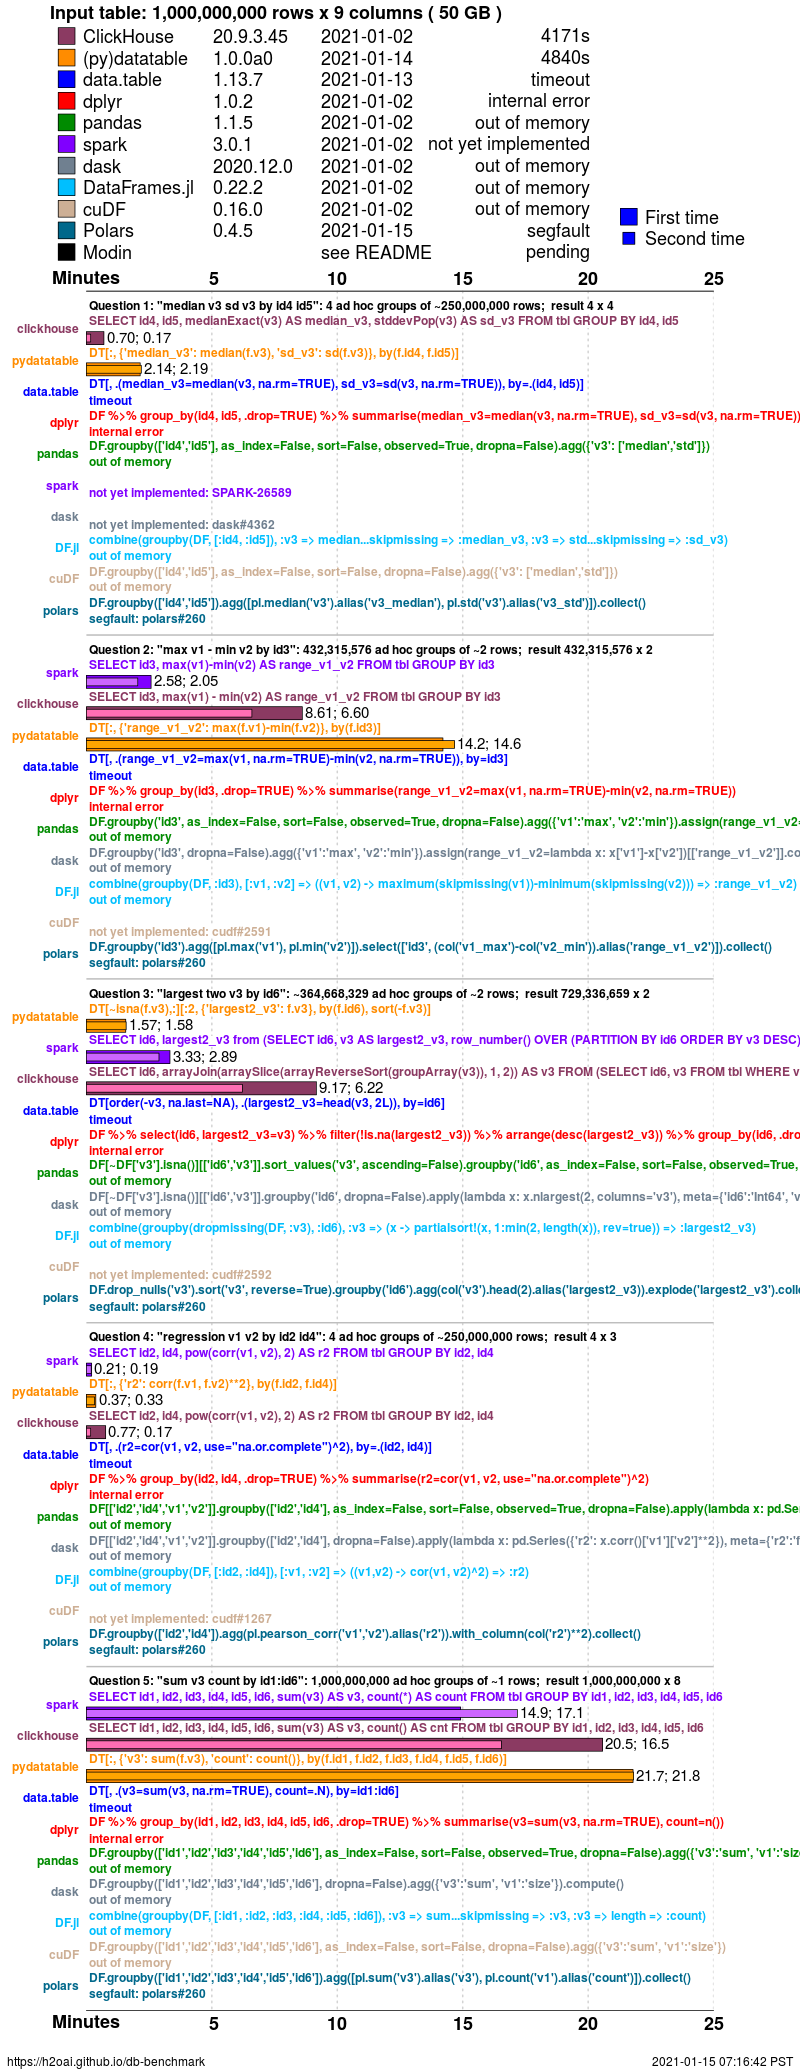 Input table: 1,000,000,000 rows x 9 columns ( 50 GB )
ClickHouse 20.9.3.45 2021-01-02 4171s
(py)datatable 1.0.0a0 2021-01-14 4840s
data.table 1.13.7 2021-01-13 timeout
dplyr 1.0.2 2021-01-02 internal error
pandas 1.1.5 2021-01-02 out of memory
spark 3.0.1 2021-01-02 not yet implemented
dask 2020.12.0 2021-01-02 out of memory
DataFrames.jl 0.22.2 2021-01-02 out of memory
cuDF 0.16.0 2021-01-02 out of memory
Polars 0.4.5 2021-01-15 segfault
Modin see README pending
First time
Second time
Minutes 5 10 15 20 25
Question 1: "median v3 sd v3 by id4 id5": 4 ad hoc groups of ~250,000,000 rows; result 4 x 4
SELECT id4, id5, medianExact(v3) AS median_v3, stddevPop(v3) AS sd_v3 FROM tbl GROUP BY id4, id5
clickhouse 0.70; 0.17
DT[:, {'median_v3': median(f.v3), 'sd_v3': sd(f.v3)}, by(f.id4, f.id5)]
pydatatable 2.14; 2.19
DT[, .(median_v3=median(v3, na.rm=TRUE), sd_v3=sd(v3, na.rm=TRUE)), by=.(id4, id5)]
data.table timeout
DF %>% group_by(id4, id5, .drop=TRUE) %>% summarise(median_v3=median(v3, na.rm=TRUE), sd_v3=sd(v3, na.rm=TRUE))
dplyr internal error
DF.groupby(['id4','id5'], as_index=False, sort=False, observed=True, dropna=False).agg({'v3': ['median','std']})
pandas out of memory
spark not yet implemented: SPARK-26589
dask not yet implemented: dask#4362
combine(groupby(DF, [:id4, :id5]), :v3 => median...skipmissing => :median_v3, :v3 => std...skipmissing => :sd_v3)
DF.jl out of memory
DF.groupby(['id4','id5'], as_index=False, sort=False, dropna=False).agg({'v3': ['median','std']})
cuDF out of memory
DF.groupby(['id4','id5']).agg([pl.median('v3').alias('v3_median'), pl.std('v3').alias('v3_std')]).collect()
polars segfault: polars#260
Question 2: "max v1 - min v2 by id3": 432,315,576 ad hoc groups of ~2 rows; result 432,315,576 x 2
SELECT id3, max(v1)-min(v2) AS range_v1_v2 FROM tbl GROUP BY id3
spark 2.58; 2.05
SELECT id3, max(v1) - min(v2) AS range_v1_v2 FROM tbl GROUP BY id3
clickhouse 8.61; 6.60
DT[:, {'range_v1_v2': max(f.v1)-min(f.v2)}, by(f.id3)]
pydatatable 14.2; 14.6
DT[, .(range_v1_v2=max(v1, na.rm=TRUE)-min(v2, na.rm=TRUE)), by=id3]
data.table timeout
DF %>% group_by(id3, .drop=TRUE) %>% summarise(range_v1_v2=max(v1, na.rm=TRUE)-min(v2, na.rm=TRUE))
dplyr internal error
DF.groupby('id3', as_index=False, sort=False, observed=True, dropna=False).agg({'v1':'max', 'v2':'min'}).assign(range_v1_v2=
pandas out of memory
DF.groupby('id3', dropna=False).agg({'v1':'max', 'v2':'min'}).assign(range_v1_v2=lambda x: x['v1']-x['v2'])[['range_v1_v2']].co
dask out of memory
combine(groupby(DF, :id3), [:v1, :v2] => ((v1, v2) -> maximum(skipmissing(v1))-minimum(skipmissing(v2))) => :range_v1_v2)
DF.jl out of memory
cuDF not yet implemented: cudf#2591
DF.groupby('id3').agg([pl.max('v1'), pl.min('v2')]).select(['id3', (col('v1_max')-col('v2_min')).alias('range_v1_v2')]).collect()
polars segfault: polars#260
Question 3: "largest two v3 by id6": ~364,668,329 ad hoc groups of ~2 rows; result 729,336,659 x 2
DT[~isna(f.v3),:][:2, {'largest2_v3': f.v3}, by(f.id6), sort(-f.v3)]
pydatatable 1.57; 1.58
SELECT id6, largest2_v3 from (SELECT id6, v3 AS largest2_v3, row_number() OVER (PARTITION BY id6 ORDER BY v3 DESC)
spark 3.33; 2.89
SELECT id6, arrayJoin(arraySlice(arrayReverseSort(groupArray(v3)), 1, 2)) AS v3 FROM (SELECT id6, v3 FROM tbl WHERE v
clickhouse 9.17; 6.22
DT[order(-v3, na.last=NA), .(largest2_v3=head(v3, 2L)), by=id6]
data.table timeout
DF %>% select(id6, largest2_v3=v3) %>% filter(!is.na(largest2_v3)) %>% arrange(desc(largest2_v3)) %>% group_by(id6, .dro
dplyr internal error
DF[~DF['v3'].isna()][['id6','v3']].sort_values('v3', ascending=False).groupby('id6', as_index=False, sort=False, observed=True,
pandas out of memory
DF[~DF['v3'].isna()][['id6','v3']].groupby('id6', dropna=False).apply(lambda x: x.nlargest(2, columns='v3'), meta={'id6':'Int64', 'v
dask out of memory
combine(groupby(dropmissing(DF, :v3), :id6), :v3 => (x -> partialsort!(x, 1:min(2, length(x)), rev=true)) => :largest2_v3)
DF.jl out of memory
cuDF not yet implemented: cudf#2592
DF.drop_nulls('v3').sort('v3', reverse=True).groupby('id6').agg(col('v3').head(2).alias('largest2_v3')).explode('largest2_v3').colle
polars segfault: polars#260
Question 4: "regression v1 v2 by id2 id4": 4 ad hoc groups of ~250,000,000 rows; result 4 x 3
SELECT id2, id4, pow(corr(v1, v2), 2) AS r2 FROM tbl GROUP BY id2, id4
spark 0.21; 0.19
DT[:, {'r2': corr(f.v1, f.v2)**2}, by(f.id2, f.id4)]
pydatatable 0.37; 0.33
SELECT id2, id4, pow(corr(v1, v2), 2) AS r2 FROM tbl GROUP BY id2, id4
clickhouse 0.77; 0.17
DT[, .(r2=cor(v1, v2, use="na.or.complete")^2), by=.(id2, id4)]
data.table timeout
DF %>% group_by(id2, id4, .drop=TRUE) %>% summarise(r2=cor(v1, v2, use="na.or.complete")^2)
dplyr internal error
DF[['id2','id4','v1','v2']].groupby(['id2','id4'], as_index=False, sort=False, observed=True, dropna=False).apply(lambda x: pd.Se
pandas out of memory
DF[['id2','id4','v1','v2']].groupby(['id2','id4'], dropna=False).apply(lambda x: pd.Series({'r2': x.corr()['v1']['v2']**2}), meta={'r2':'f
dask out of memory
combine(groupby(DF, [:id2, :id4]), [:v1, :v2] => ((v1,v2) -> cor(v1, v2)^2) => :r2)
DF.jl out of memory
cuDF not yet implemented: cudf#1267
DF.groupby(['id2','id4']).agg(pl.pearson_corr('v1','v2').alias('r2')).with_column(col('r2')**2).collect()
polars segfault: polars#260
Question 5: "sum v3 count by id1:id6": 1,000,000,000 ad hoc groups of ~1 rows; result 1,000,000,000 x 8
SELECT id1, id2, id3, id4, id5, id6, sum(v3) AS v3, count(*) AS count FROM tbl GROUP BY id1, id2, id3, id4, id5, id6
spark 14.9; 17.1
SELECT id1, id2, id3, id4, id5, id6, sum(v3) AS v3, count() AS cnt FROM tbl GROUP BY id1, id2, id3, id4, id5, id6
clickhouse 20.5; 16.5
DT[:, {'v3': sum(f.v3), 'count': count()}, by(f.id1, f.id2, f.id3, f.id4, f.id5, f.id6)]
pydatatable 21.7; 21.8
DT[, .(v3=sum(v3, na.rm=TRUE), count=.N), by=id1:id6]
data.table timeout
DF %>% group_by(id1, id2, id3, id4, id5, id6, .drop=TRUE) %>% summarise(v3=sum(v3, na.rm=TRUE), count=n())
dplyr internal error
DF.groupby(['id1','id2','id3','id4','id5','id6'], as_index=False, sort=False, observed=True, dropna=False).agg({'v3':'sum', 'v1':'size
pandas out of memory
DF.groupby(['id1','id2','id3','id4','id5','id6'], dropna=False).agg({'v3':'sum', 'v1':'size'}).compute()
dask out of memory
combine(groupby(DF, [:id1, :id2, :id3, :id4, :id5, :id6]), :v3 => sum...skipmissing => :v3, :v3 => length => :count)
DF.jl out of memory
DF.groupby(['id1','id2','id3','id4','id5','id6'], as_index=False, sort=False, dropna=False).agg({'v3':'sum', 'v1':'size'})
cuDF out of memory
DF.groupby(['id1','id2','id3','id4','id5','id6']).agg([pl.sum('v3').alias('v3'), pl.count('v1').alias('count')]).collect()
polars segfault: polars#260
Minutes 5 10 15 20 25
https://h2oai.github.io/db-benchmark 2021-01-15 07:16:42 PST